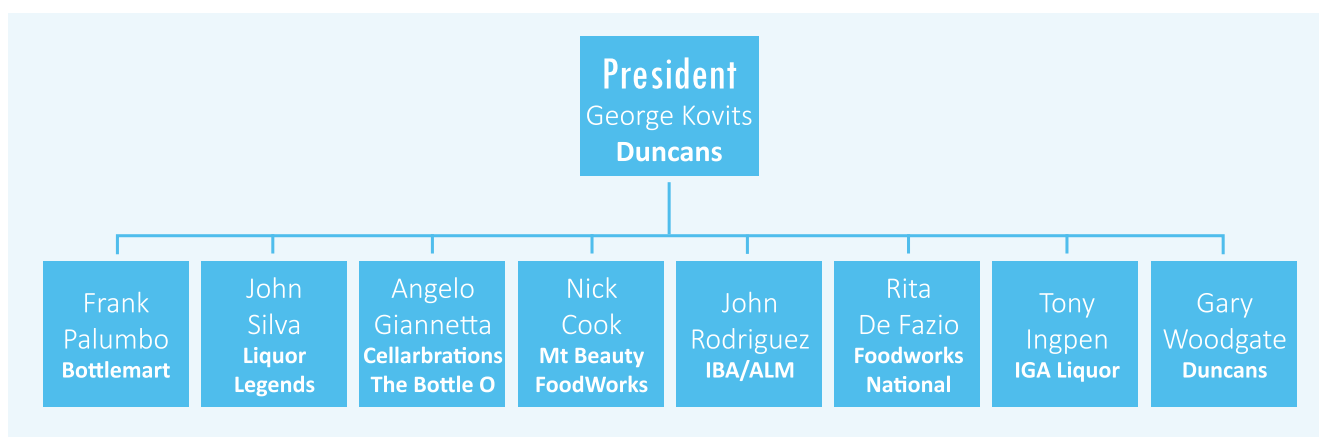 President
George Kovits
Duncans
Frank
Palumbo
Bottlemart
John
Silva
Liquor
Legends
Angelo
Giannetta
Cellarbrations
The Bottle O
Nick
Cook
Mt Beauty
FoodWorks
John
Rodriguez
IBA/ALM
Rita
De Fazio
Foodworks
National
Tony
Ingpen
IGA Liquor
Gary
Woodgate
Duncans